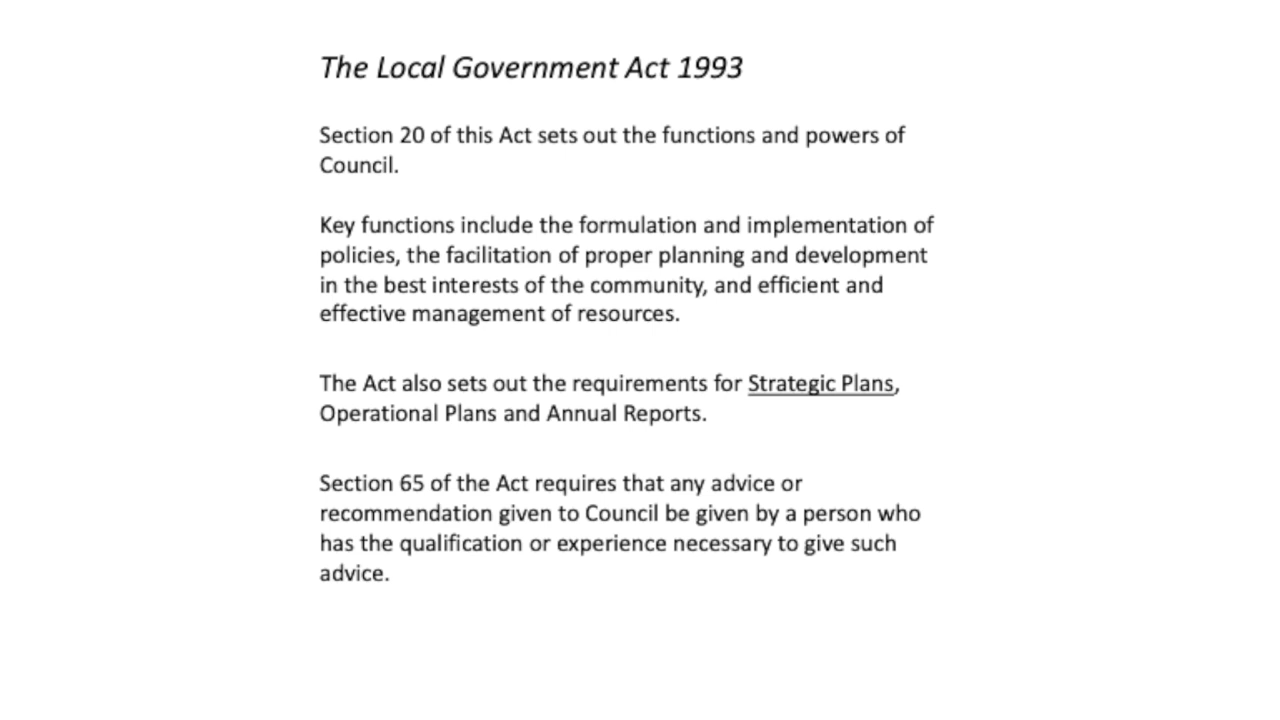 The Local Government Act 1993
Section 20 of this Act sets out the functions and powers of
Council.
Key functions include the formulation and implementation of
policies, the facilitation of proper planning and development
in the best interests of the community, and efficient and
effective management of resources.
The Act also sets out the requirements for Strategic Plans,
Operational Plans and Annual Reports.
Section 65 of the Act requires that any advice or
recommendation given to Council be given by a person who
has the qualification or experience necessary to give such
advice.